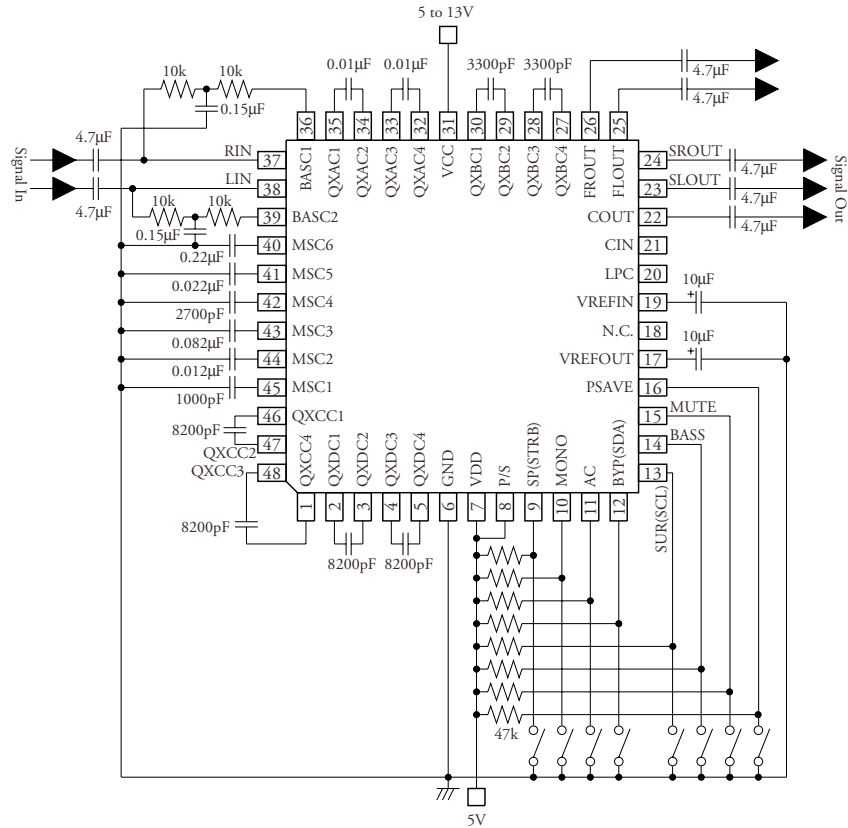 5 to 13V
10k
10k
0.15µF
0.01µF
0.01µF
3300pF
3300pF
4.7µF
4.7µF
36
35
34
33
32
31
30
29
28
27
26
25
BASC1
QXAC1
QXAC2
QXAC3
QXAC4
VCC
QXBC1
QXBC2
QXBC3
QXBC4
FROUT
FLOUT
Signal In
4.7µF
4.7µF
RIN
37
LIN
38
10k
10k
0.15µF
39
BASC2
0.22µF
40
MSC6
0.022µF
41
MSC5
2700pF
42
MSC4
0.082µF
43
MSC3
0.012µF
44
MSC2
1000pF
45
MSC1
46
QXCC1
8200pF
47
QXCC2
48
QXCC3
8200pF
24
SROUT
4.7µF
23
SLOUT
4.7µF
COUT
22
4.7µF
Signal Out
CIN
21
LPC
20
VREFIN
19
+
10µF
N.C.
18
VREFOUT
17
+
10µF
PSAVE
16
15
MUTE
14
BASS
13
SUR(SCL)
QXCC4
QXDC1
QXDC2
QXDC3
QXDC4
GND
VDD
P/S
SP(STRB)
MONO
AC
BYP(SDA)
1
2
3
4
5
6
7
8
9
10
11
12
8200pF
8200pF
47k
5V